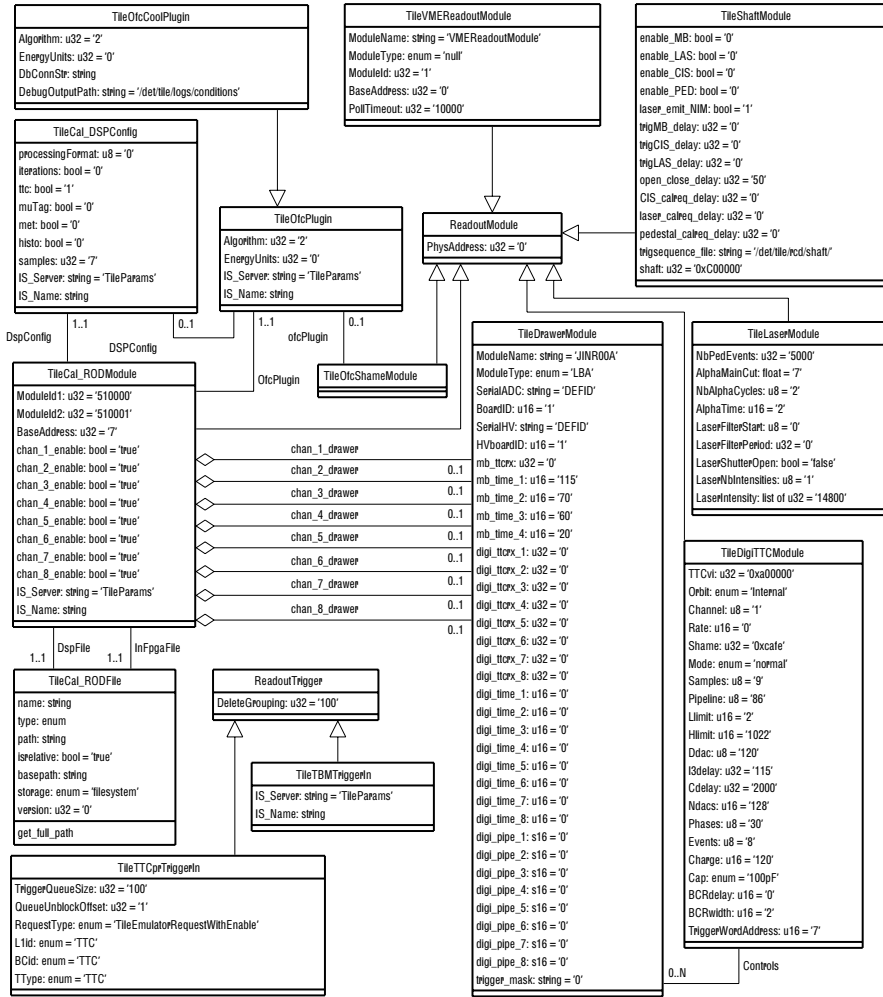 TileOfcCoolPlugin
Algorithm: u32 = '2'
EnergyUnits: u32 = '0'
DbConnStr: string
DebugOutputPath: string = '/det/tile/logs/conditions'
TileVMEReadoutModule
ModuleName: string = 'VMEReadoutModule'
ModuleType: enum = 'null'
ModuleId: u32 = '1'
BaseAddress: u32 = '0'
PollTimeout: u32 = '10000'
TileShaftModule
enable_MB: bool = '0'
enable_LAS: bool = '0'
enable_CIS: bool = '0'
enable_PED: bool = '0'
laser_emit_NIM: bool = '1'
trigMB_delay: u32 = '0'
trigCIS_delay: u32 = '0'
trigLAS_delay: u32 = '0'
open_close_delay: u32 = '50'
CIS_calreq_delay: u32 = '0'
laser_calreq_delay: u32 = '0'
pedestal_calreq_delay: u32 = '0'
trigsequence_file: string = '/det/tile/rcd/shaft/'
shaft: u32 = '0xC00000'
TileCal_DSPConfig
processingFormat: u8 = '0'
iterations: bool = '0'
ttc: bool = '1'
muTag: bool = '0'
met: bool = '0'
histo: bool = '0'
samples: u32 = '7'
IS_Server: string = 'TileParams'
IS_Name: string
TileOfcPlugin
Algorithm: u32 = '2'
EnergyUnits: u32 = '0'
IS_Server: string = 'TileParams'
IS_Name: string
ReadoutModule
PhysAddress: u32 = '0'
DspConfig
1..1
0..1
DSPConfig
1..1
OfcPlugin
0..1
ofcPlugin
TileOfcShameModule
TileCal_RODModule
ModuleId1: u32 = '510000'
ModuleId2: u32 = '510001'
BaseAddress: u32 = '7'
chan_1_enable: bool = 'true'
chan_2_enable: bool = 'true'
chan_3_enable: bool = 'true'
chan_4_enable: bool = 'true'
chan_5_enable: bool = 'true'
chan_6_enable: bool = 'true'
chan_7_enable: bool = 'true'
chan_8_enable: bool = 'true'
IS_Server: string = 'TileParams'
IS_Name: string
chan_1_drawer
chan_2_drawer
0..1
chan_3_drawer
0..1
chan_4_drawer
0..1
chan_5_drawer
0..1
chan_6_drawer
0..1
chan_7_drawer
0..1
chan_8_drawer
0..1
0..1
TileDrawerModule
ModuleName: string = 'JINR00A'
ModuleType: enum = 'LBA'
SerialADC: string = 'DEFID'
BoardID: u16 = '1'
SerialHV: string = 'DEFID'
HVboardID: u16 = '1'
mb_ttcrx: u32 = '0'
mb_time_1: u16 = '115'
mb_time_2: u16 = '70'
mb_time_3: u16 = '60'
mb_time_4: u16 = '20'
digi_ttcrx_1: u32 = '0'
digi_ttcrx_2: u32 = '0'
digi_ttcrx_3: u32 = '0'
digi_ttcrx_4: u32 = '0'
digi_ttcrx_5: u32 = '0'
digi_ttcrx_6: u32 = '0'
digi_ttcrx_7: u32 = '0'
digi_ttcrx_8: u32 = '0'
digi_time_1: u16 = '0'
digi_time_2: u16 = '0'
digi_time_3: u16 = '0'
digi_time_4: u16 = '0'
digi_time_5: u16 = '0'
digi_time_6: u16 = '0'
digi_time_7: u16 = '0'
digi_time_8: u16 = '0'
digi_pipe_1: s16 = '0'
digi_pipe_2: s16 = '0'
digi_pipe_3: s16 = '0'
digi_pipe_4: s16 = '0'
digi_pipe_5: s16 = '0'
digi_pipe_6: s16 = '0'
digi_pipe_7: s16 = '0'
digi_pipe_8: s16 = '0'
trigger_mask: string = '0'
TileLaserModule
NbPedEvents: u32 = '5000'
AlphaMainCut: float = '7'
NbAlphaCycles: u8 = '2'
AlphaTime: u16 = '2'
LaserFilterStart: u8 = '0'
LaserFilterPeriod: u32 = '0'
LaserShutterOpen: bool = 'false'
LaserNbIntensities: u8 = '1'
LaserIntensity: list of u32 = '14800'
TileDigiTTCModule
TTCvi: u32 = '0xa00000'
Orbit: enum = 'Internal'
Channel: u8 = '1'
Rate: u16 = '0'
Shame: u32 = '0xcafe'
Mode: enum = 'normal'
Samples: u8 = '9'
Pipeline: u8 = '86'
Llimit: u16 = '2'
Hlimit: u16 = '1022'
Ddac: u8 = '120'
I3delay: u32 = '115'
Cdelay: u32 = '2000'
Ndacs: u16 = '128'
Phases: u8 = '30'
Events: u8 = '8'
Charge: u16 = '120'
Cap: enum = '100pF'
BCRdelay: u16 = '0'
BCRwidth: u16 = '2'
TriggerWordAddress: u16 = '7'
0..N
Controls
DspFile
1..1
InFpgaFile
1..1
TileCal_RODFile
name: string
type: enum
path: string
isrelative: bool = 'true'
basepath: string
storage: enum = 'filesystem'
version: u32 = '0'
get_full_path
ReadoutTrigger
DeleteGrouping: u32 = '100'
TileTBMTriggerIn
IS_Server: string = 'TileParams'
IS_Name: string
TileTTCprTriggerIn
TriggerQueueSize: u32 = '100'
QueueUnblockOffset: u32 = '1'
RequestType: enum = 'TileEmulatorRequestWithEnable'
L1id: enum = 'TTC'
BCid: enum = 'TTC'
TType: enum = 'TTC'